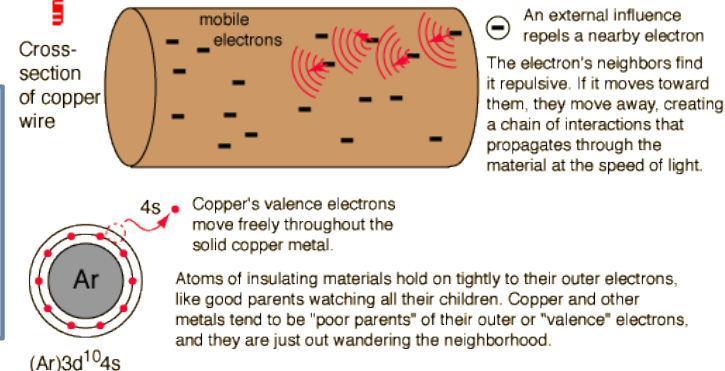 mobile
electrons
Cross-
section
of copper
wire
An external influence
repels a nearby electron
The electron's neighbors find
it repulsive. If it moves toward
them, they move away, creating
a chain of interactions that
propagates through the
material at the speed of light.
4s
Copper's valence electrons
move freely throughout the
solid copper metal.
Ar
(Ar)3d¹⁰4s
Atoms of insulating materials hold on tightly to their outer electrons,
like good parents watching all their children. Copper and other
metals tend to be "poor parents" of their outer or "valence" electrons,
and they are just out wandering the neighborhood.